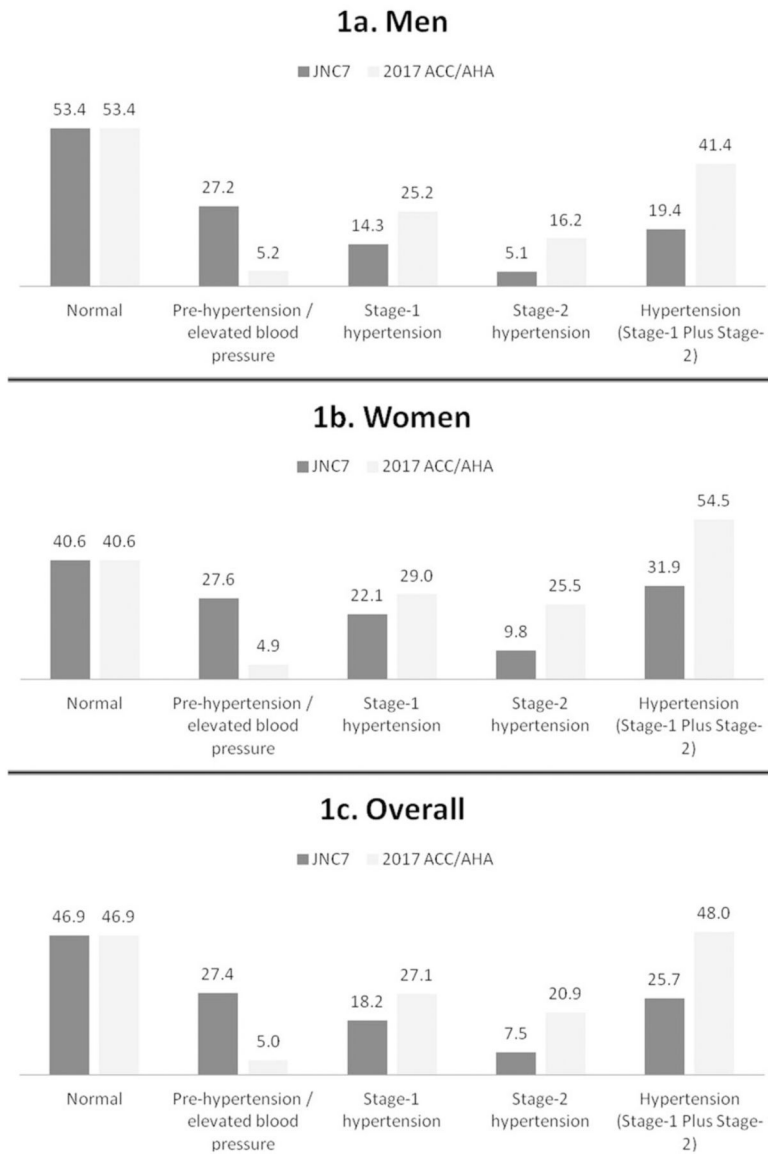 1a. Men
JNC7 2017 ACC/AHA
53.4 53.4
27.2
5.2
14.3
25.2
5.1
16.2
19.4
41.4
Normal
Pre-hypertension /
elevated blood
pressure
Stage-1
hypertension
Stage-2
hypertension
Hypertension
(Stage-1 Plus Stage-
2)
1b. Women
JNC7 2017 ACC/AHA
40.6 40.6
27.6
4.9
22.1
29.0
9.8
25.5
31.9
54.5
Normal
Pre-hypertension /
elevated blood
pressure
Stage-1
hypertension
Stage-2
hypertension
Hypertension
(Stage-1 Plus Stage-
2)
1c. Overall
JNC7 2017 ACC/AHA
46.9 46.9
27.4
5.0
18.2
27.1
7.5
20.9
25.7
48.0
Normal
Pre-hypertension /
elevated blood
pressure
Stage-1
hypertension
Stage-2
hypertension
Hypertension
(Stage-1 Plus Stage-
2)